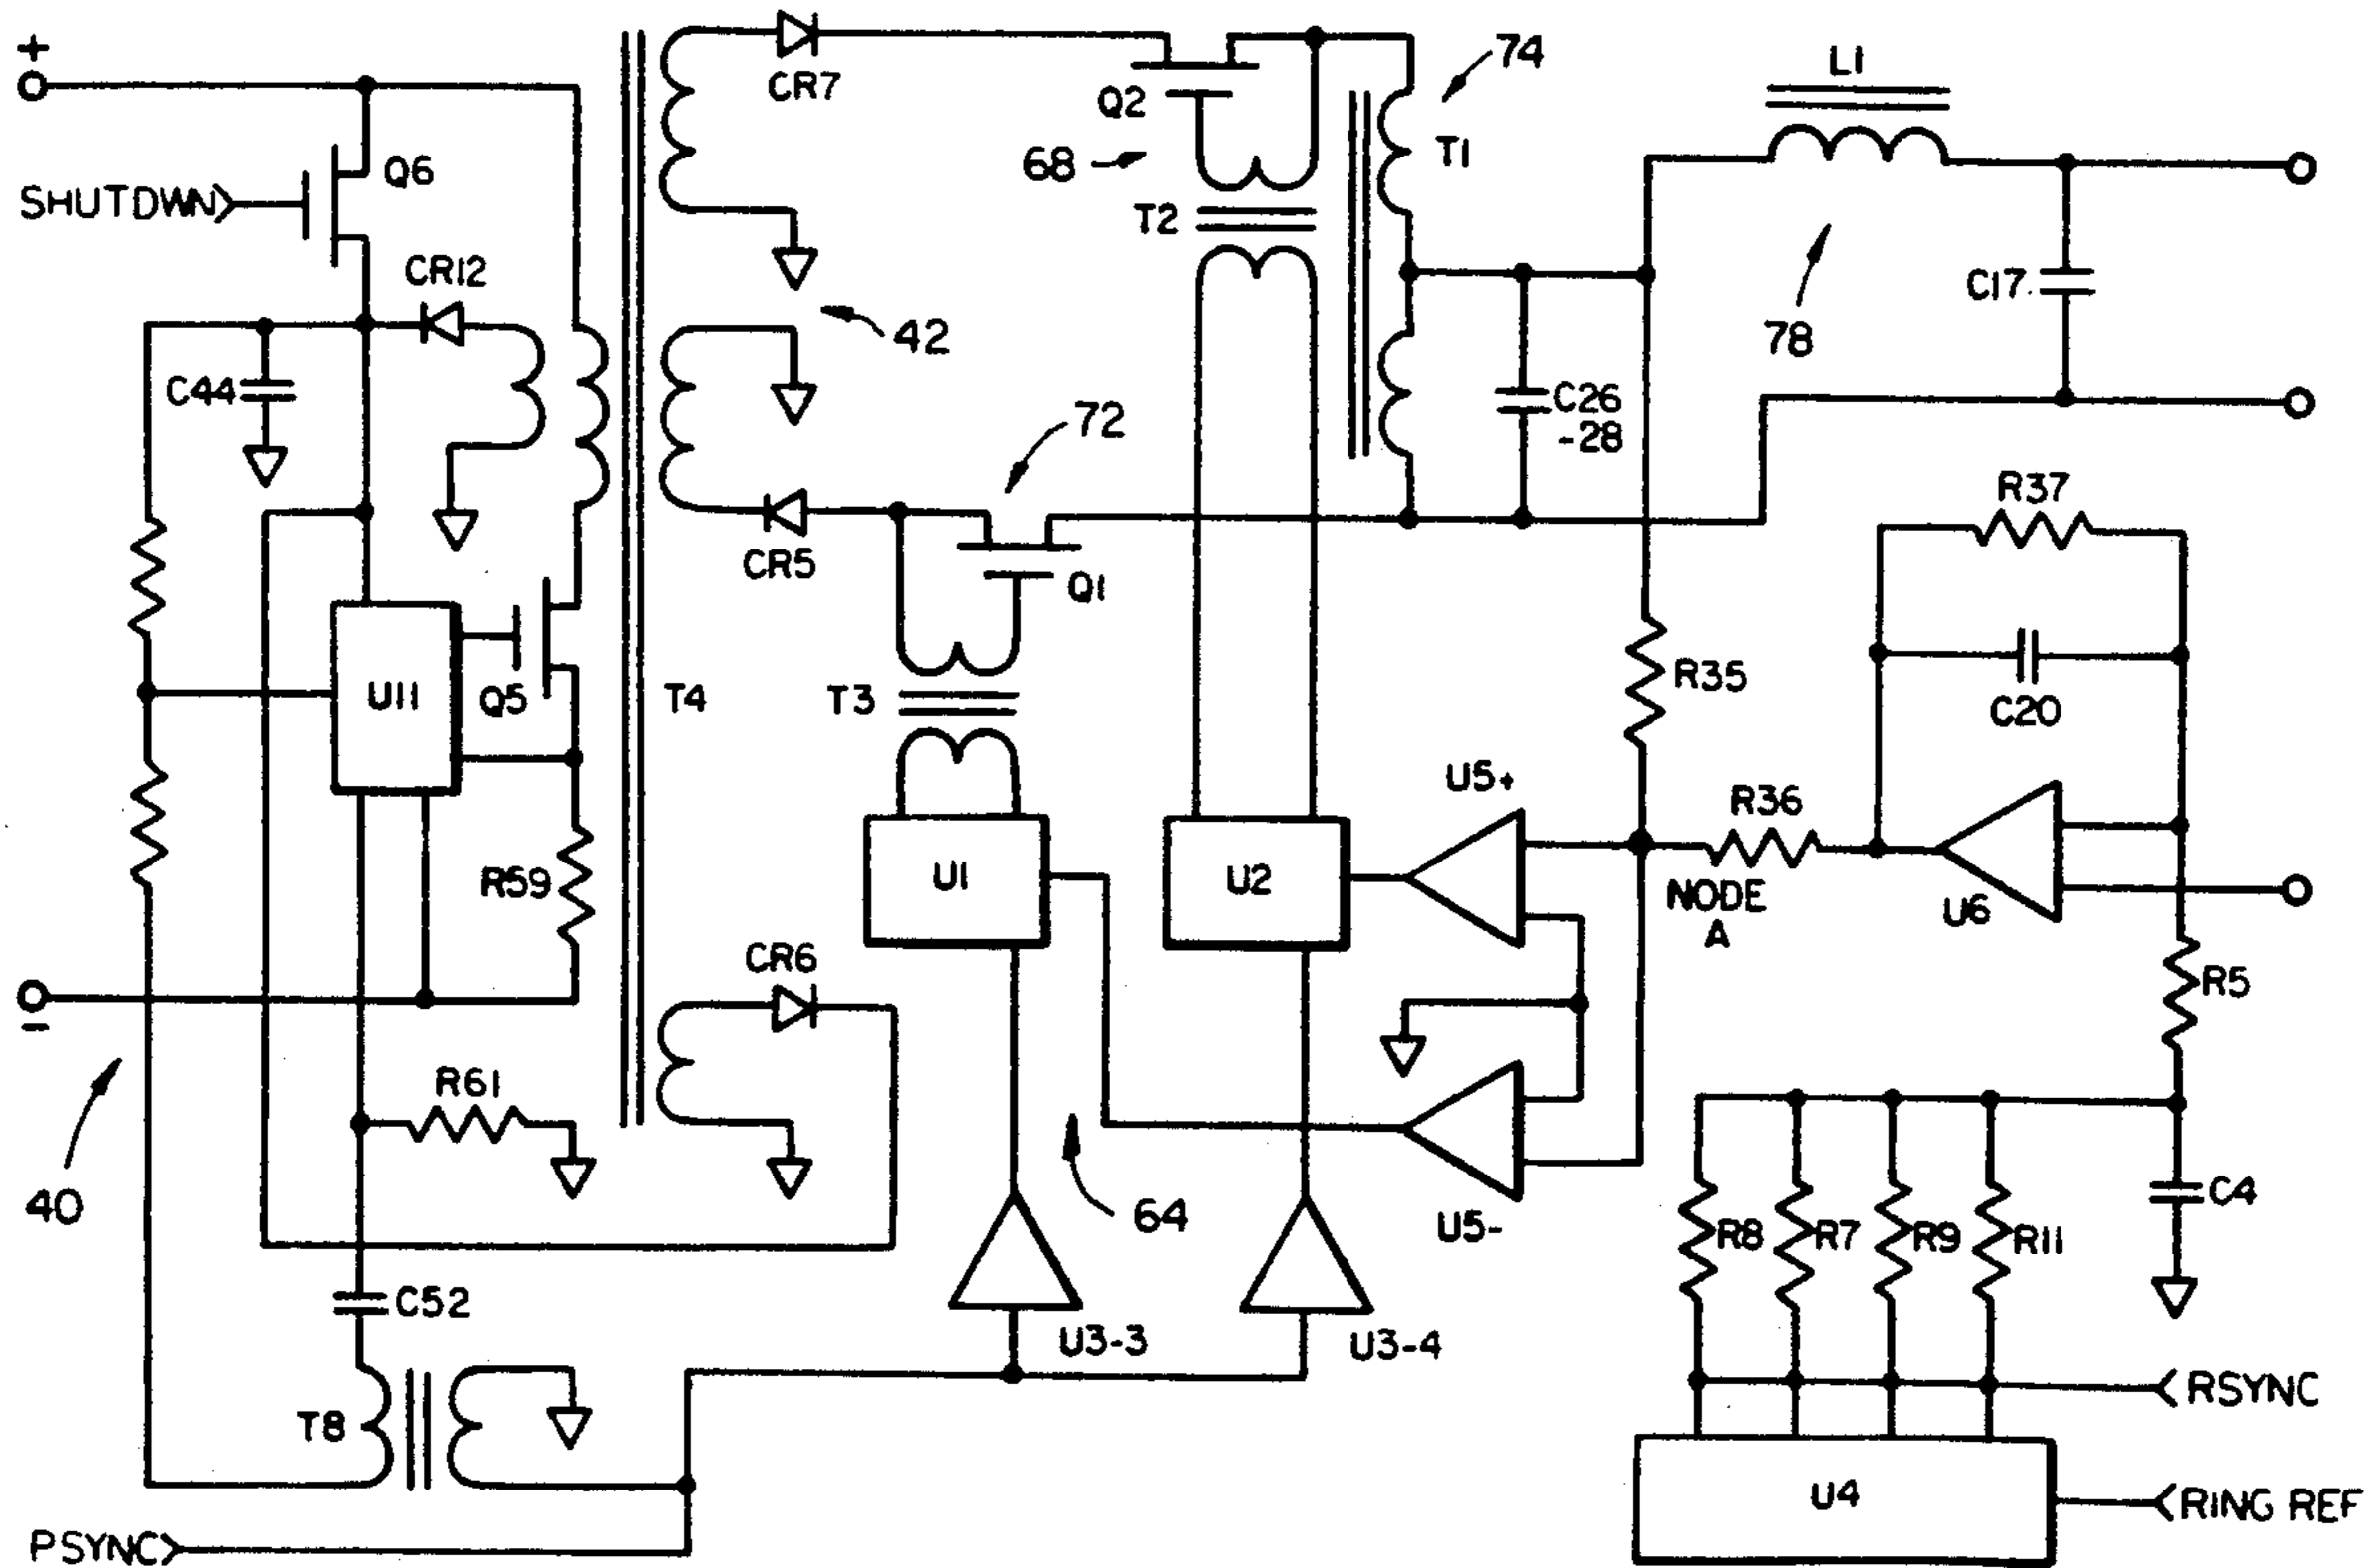 +
CR7
Q2
74
L1
Q6
68
T1
SHUTDWN
T2
CR12
C17
42
78
C44
72
C26
-28
R37
CR5
Q1
R35
U11
Q5
T4
T3
C20
U5+
R36
R59
U1
U2
NODE
A
U6
CR6
R5
-
R61
40
64
U5-
C4
R8
R7
R9
R11
C52
U3-3
U3-4
RSYNC
T8
U4
RING REF
PSYNC